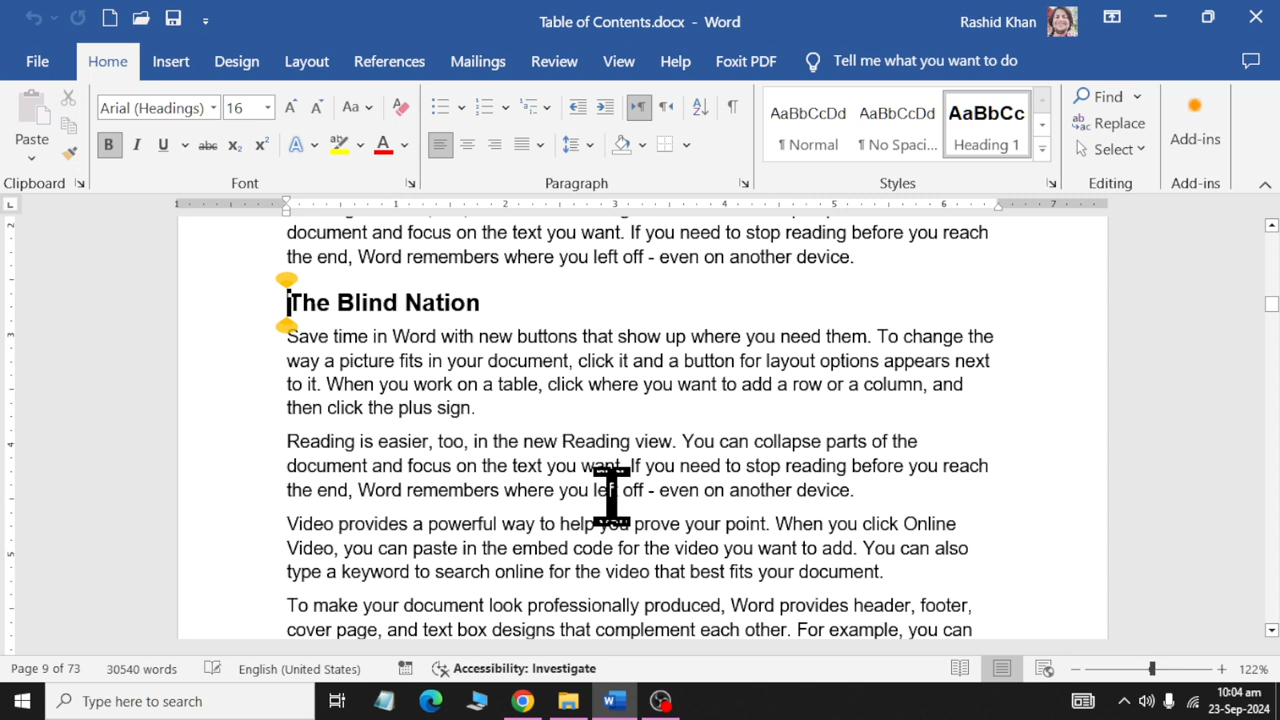 Table of Contents.docx - Word
Rashid Khan
File Home Insert Design Layout References Mailings Review View Help Foxit PDF Tell me what you want to do
Arial (Headings) 16 Aa
AaBbCcDd AaBbCcDd AaBbCc
Find
Replace
Select
Paste
B I U abc x₂ x² A A
¶ Normal ¶ No Spaci... Heading 1
Add-ins
Clipboard Font Paragraph Styles Editing Add-ins
1 1 2 3 4 5 6 7
document and focus on the text you want. If you need to stop reading before you reach
the end, Word remembers where you left off - even on another device.
The Blind Nation
Save time in Word with new buttons that show up where you need them. To change the
way a picture fits in your document, click it and a button for layout options appears next
to it. When you work on a table, click where you want to add a row or a column, and
then click the plus sign.
Reading is easier, too, in the new Reading view. You can collapse parts of the
document and focus on the text you want. If you need to stop reading before you reach
the end, Word remembers where you left off - even on another device.
Video provides a powerful way to help you prove your point. When you click Online
Video, you can paste in the embed code for the video you want to add. You can also
type a keyword to search online for the video that best fits your document.
To make your document look professionally produced, Word provides header, footer,
cover page, and text box designs that complement each other. For example, you can
Page 9 of 73 30540 words English (United States) Accessibility: Investigate 122%
Type here to search
10:04 am
23-Sep-2024